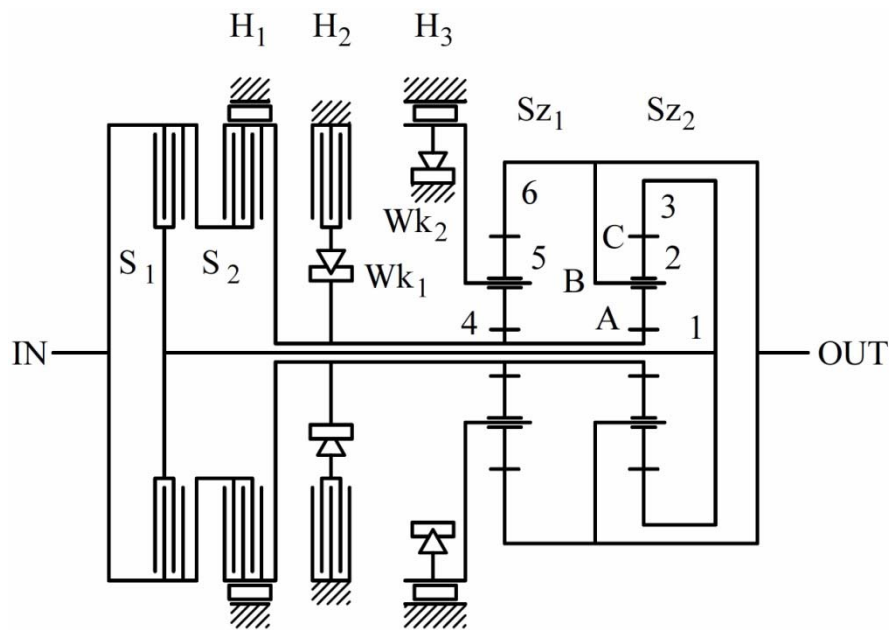 H₁ H₂ H₃
Sz₁ Sz₂
6 3
Wk₂ C
S₁ S₂ 5 2
Wk₁ B
4 A 1
IN OUT